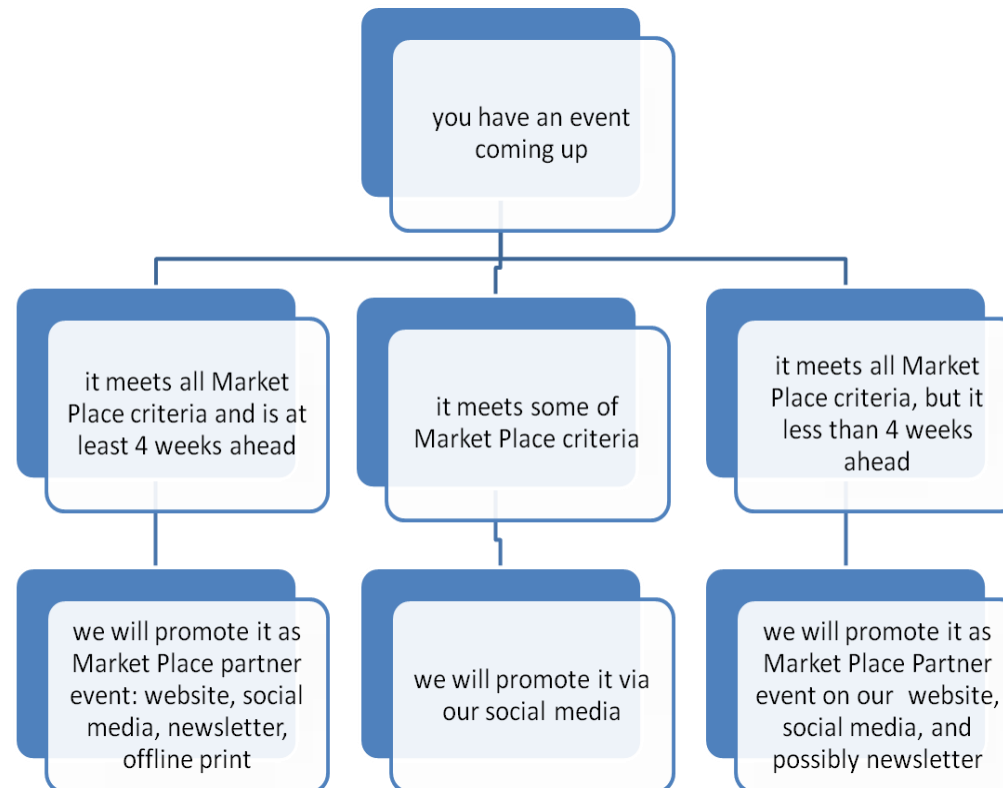 you have an event
coming up
it meets all Market
Place criteria and is at
least 4 weeks ahead
it meets some of
Market Place criteria
it meets all Market
Place criteria, but it
less than 4 weeks
ahead
we will promote it as
Market Place partner
event: website, social
media, newsletter,
offline print
we will promote it via
our social media
we will promote it as
Market Place Partner
event on our  website,
social media, and
possibly newsletter